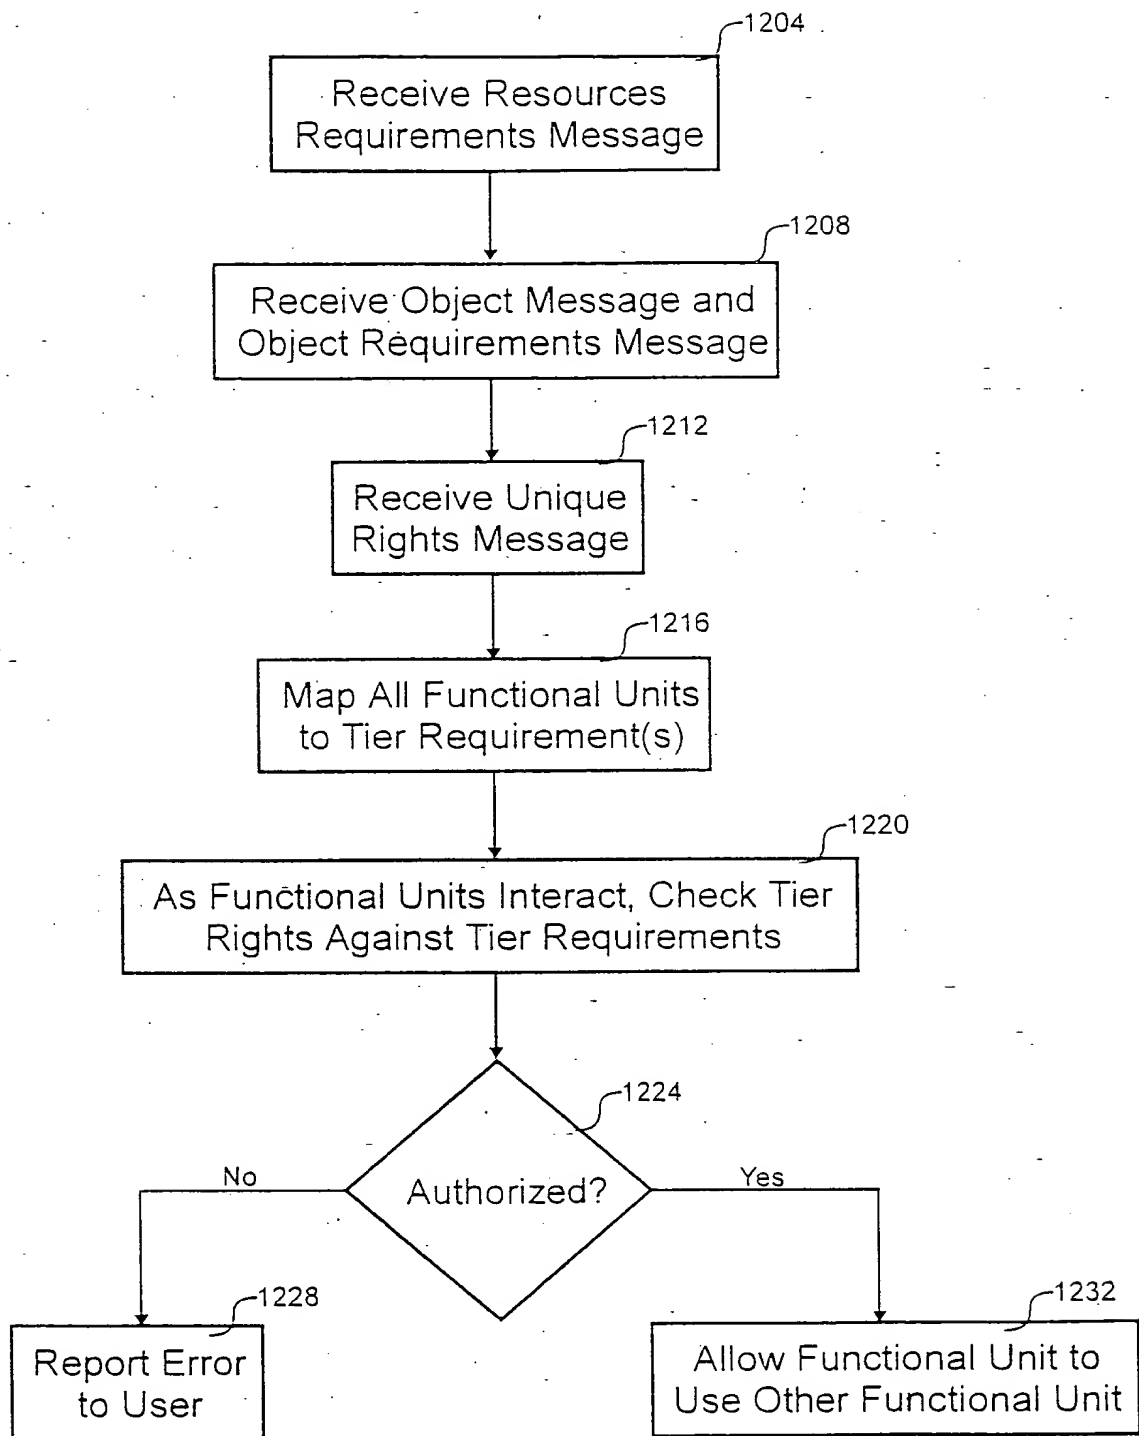 1204
Receive Resources
Requirements Message
1208
Receive Object Message and
Object Requirements Message
1212
Receive Unique
Rights Message
1216
Map All Functional Units
to Tier Requirement(s)
1220
As Functional Units Interact, Check Tier
Rights Against Tier Requirements
1224
Authorized?
No
Yes
1228
Report Error
to User
1232
Allow Functional Unit to
Use Other Functional Unit